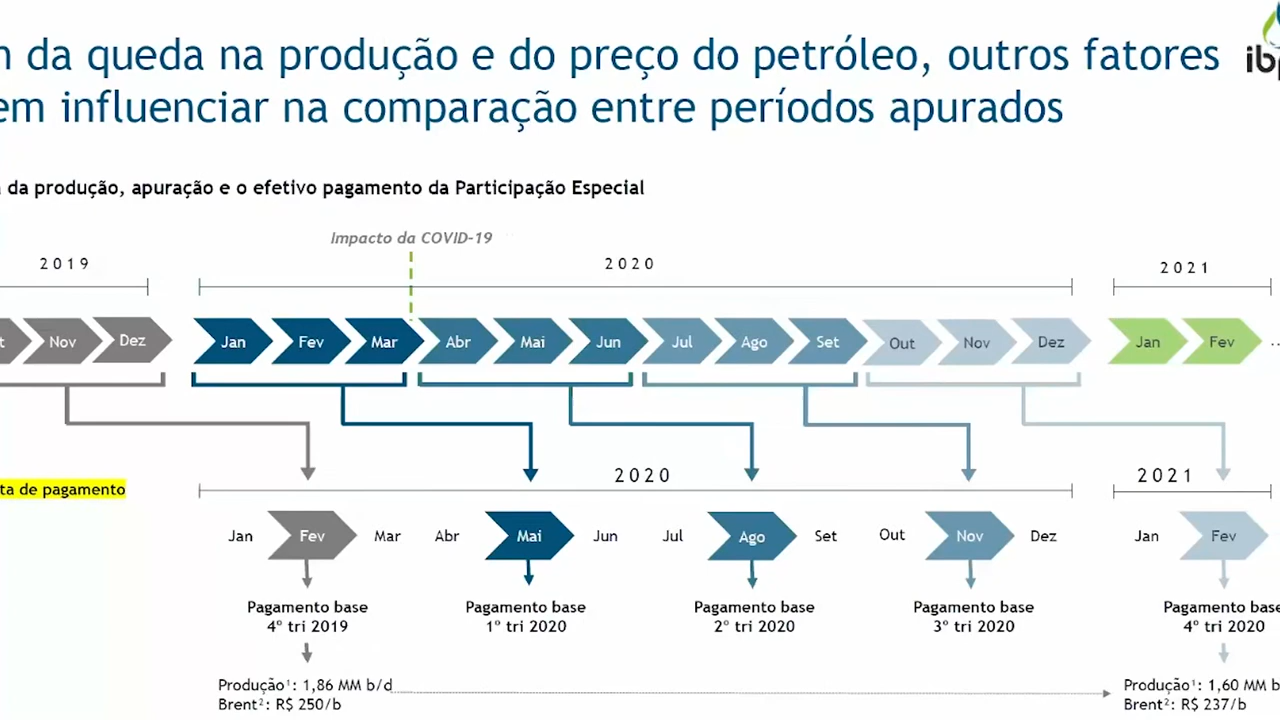 da queda na produção e do preço do petróleo, outros fatores
influenciar na comparação entre períodos apurados
da produção, apuração e o efetivo pagamento da Participação Especial
Impacto da COVID-19
2019 2020 2021
Nov Dez Jan Fev Mar Abr Mai Jun Jul Ago Set Out Nov Dez Jan Fev ..
2020 2021
de pagamento
Jan Fev Mar Abr Mai Jun Jul Ago Set Out Nov Dez Jan Fev
Pagamento base Pagamento base Pagamento base Pagamento base Pagamento base
4º tri 2019 1º tri 2020 2º tri 2020 3º tri 2020 4º tri 2020
Produção¹: 1,86 MM b/d Produção¹: 1,60 MM
Brent²: R$ 250/b Brent²: R$ 237/b